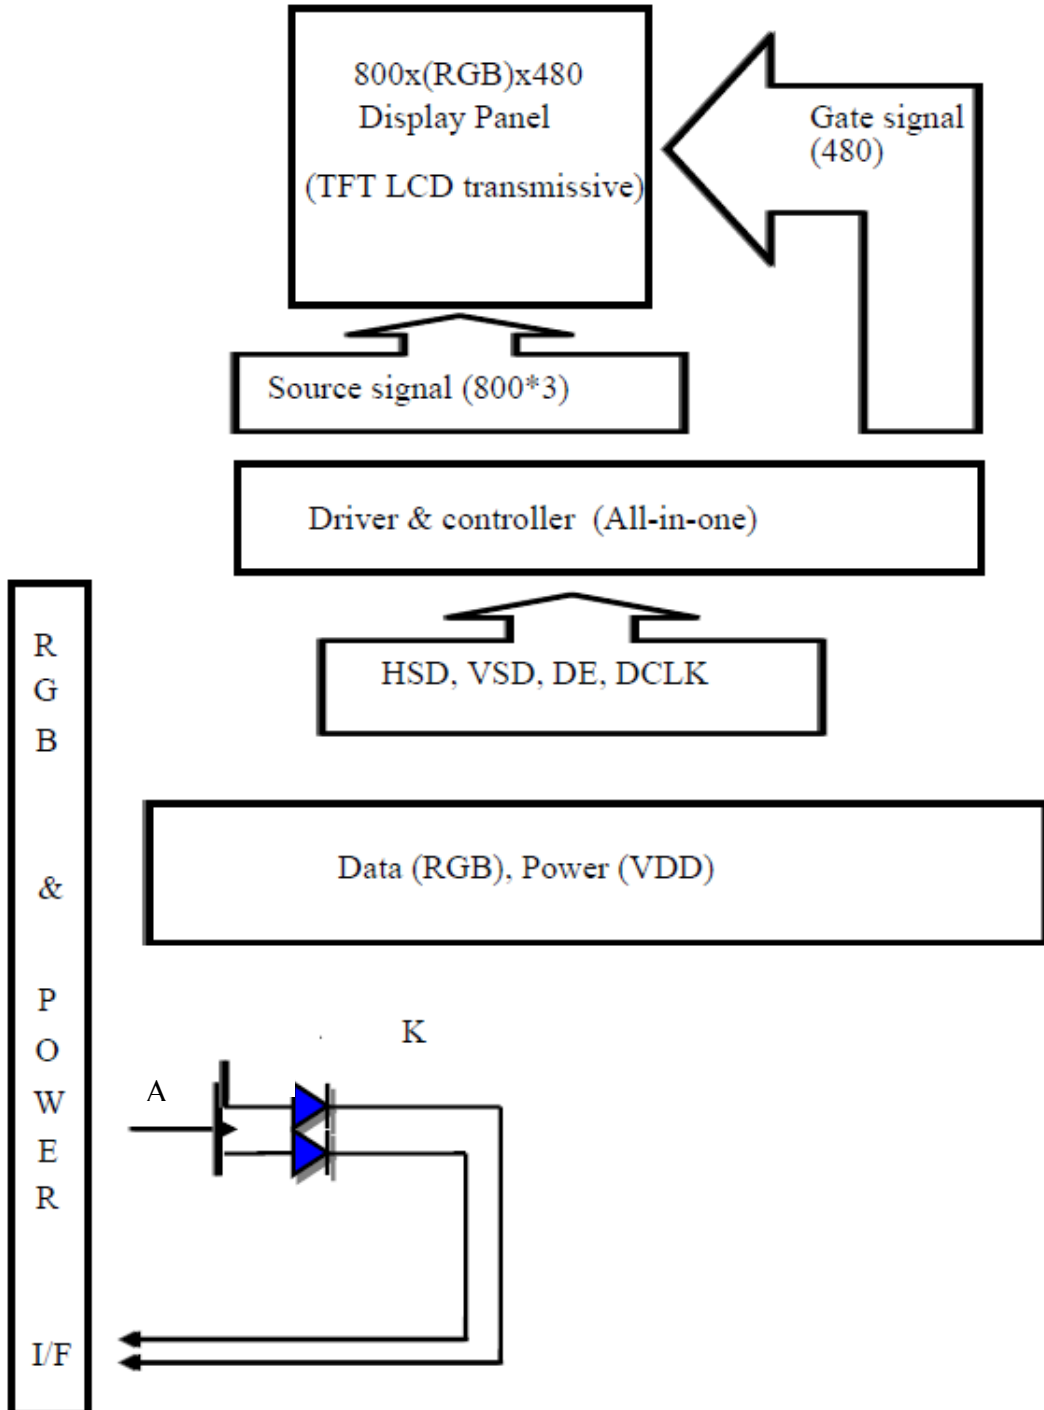 800x(RGB)x480
Display Panel
(TFT LCD transmissive)
Gate signal
(480)
Source signal (800*3)
Driver & controller (All-in-one)
HSD, VSD, DE, DCLK
Data (RGB), Power (VDD)
R
G
B
&
P
O
W
E
R
I/F
K
A